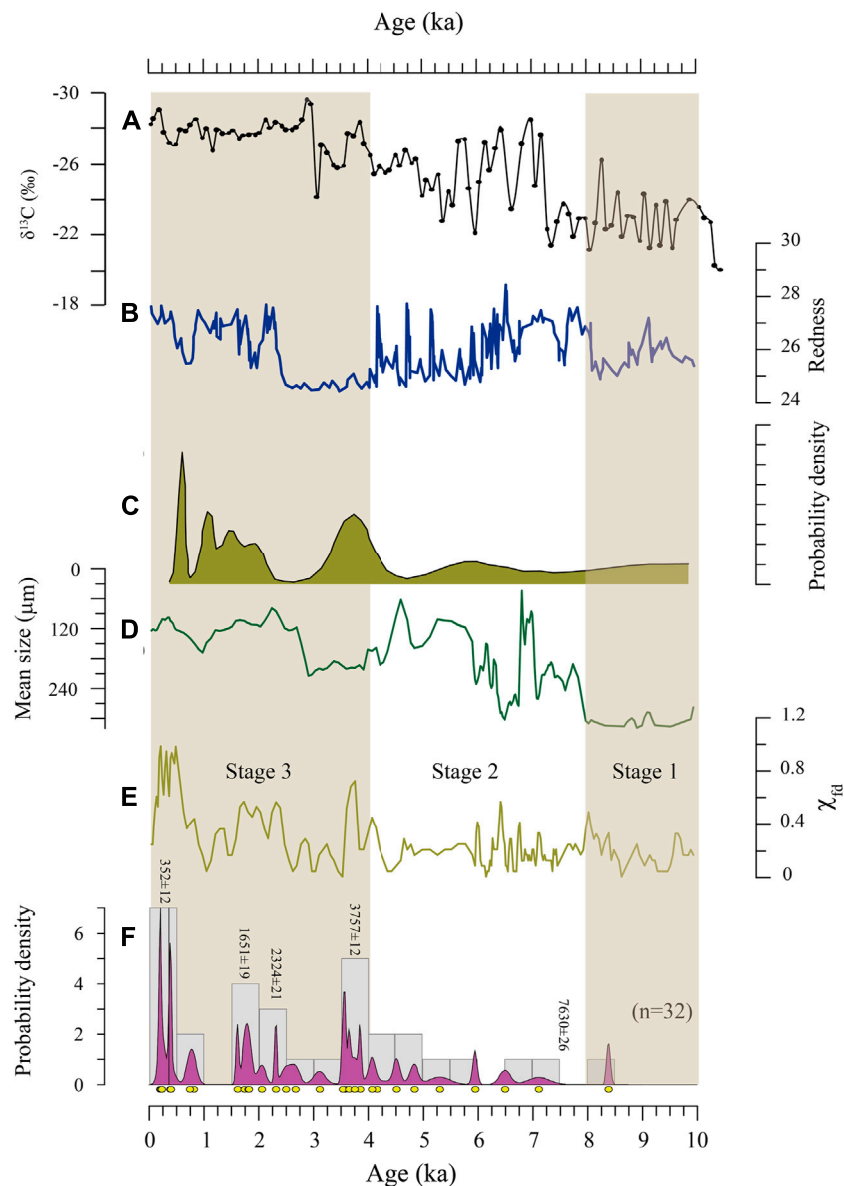 Age (ka)
-30
-26
-22
-18
δ¹³C (‰)
A
30
28
26
24
Redness
B
Probability density
C
0
120
240
Mean size (μm)
D
Stage 3
Stage 2
Stage 1
1.2
0.8
0.4
0
χfd
E
352±12
1651±19
2324±21
3757±12
7630±26
(n=32)
6
4
2
0
Probability density
F
0 1 2 3 4 5 6 7 8 9 10
Age (ka)